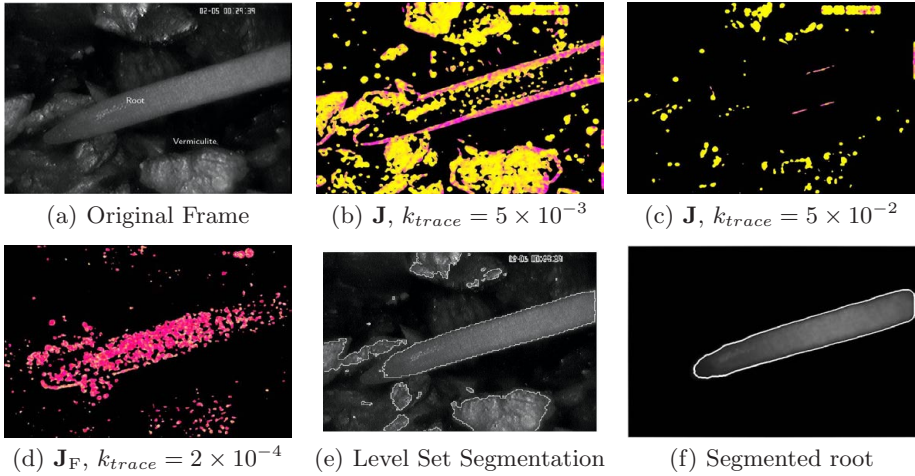 02-05 00:29:39
Root
Vermiculite
(a) Original Frame
(b) J, k_trace = 5 × 10⁻³
(c) J, k_trace = 5 × 10⁻²
(d) J_F, k_trace = 2 × 10⁻⁴
(e) Level Set Segmentation
(f) Segmented root